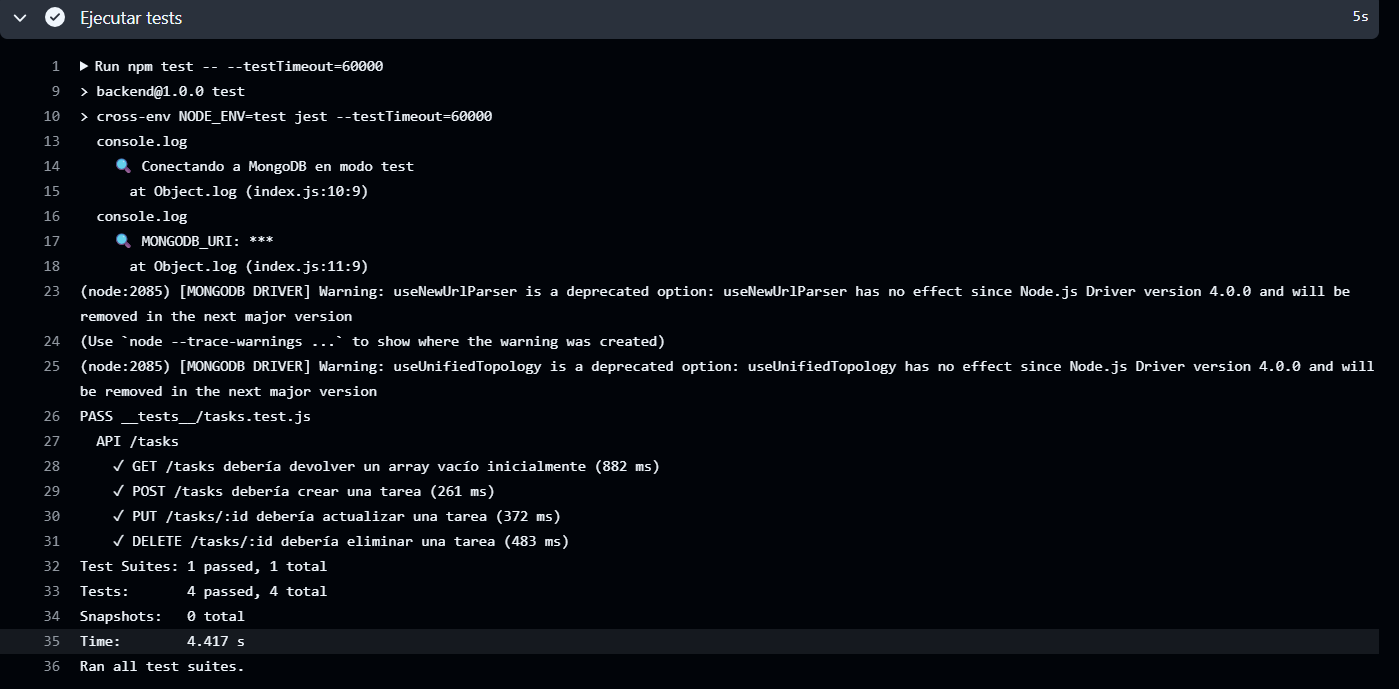 Ejecutar tests
5s
1 Run npm test -- --testTimeout=60000
9 > backend@1.0.0 test
10 > cross-env NODE_ENV=test jest --testTimeout=60000
13 console.log
14 🔍 Conectando a MongoDB en modo test
15 at Object.log (index.js:10:9)
16 console.log
17 🔍 MONGODB_URI: ***
18 at Object.log (index.js:11:9)
23 (node:2085) [MONGODB DRIVER] Warning: useNewUrlParser is a deprecated option: useNewUrlParser has no effect since Node.js Driver version 4.0.0 and will be
removed in the next major version
24 (Use `node --trace-warnings ...` to show where the warning was created)
25 (node:2085) [MONGODB DRIVER] Warning: useUnifiedTopology is a deprecated option: useUnifiedTopology has no effect since Node.js Driver version 4.0.0 and will
be removed in the next major version
26 PASS __tests__/tasks.test.js
27 API /tasks
28 ✓ GET /tasks debería devolver un array vacío inicialmente (882 ms)
29 ✓ POST /tasks debería crear una tarea (261 ms)
30 ✓ PUT /tasks/:id debería actualizar una tarea (372 ms)
31 ✓ DELETE /tasks/:id debería eliminar una tarea (483 ms)
32 Test Suites: 1 passed, 1 total
33 Tests: 4 passed, 4 total
34 Snapshots: 0 total
35 Time: 4.417 s
36 Ran all test suites.